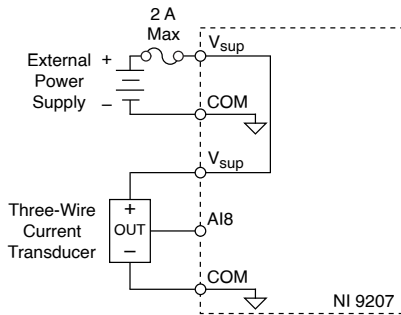 2 A
Max
External
Power
Supply
+
–
Vsup
COM
Vsup
Three-Wire
Current
Transducer
+
OUT
–
AI8
COM
NI 9207